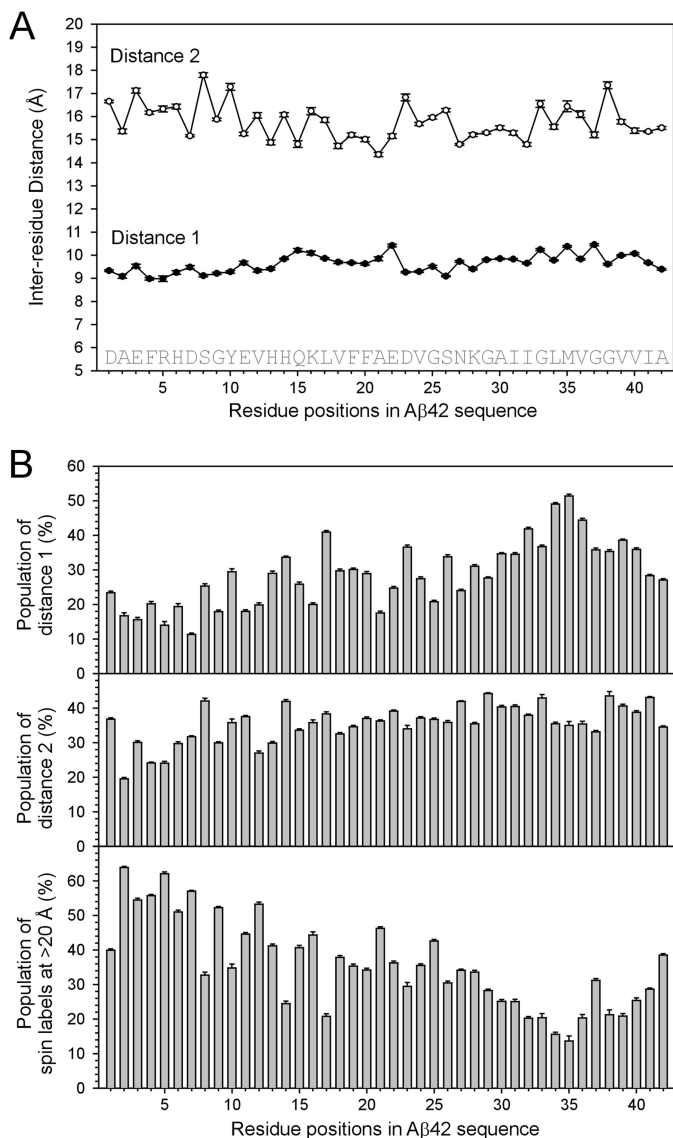 A
20
19
18
17
16
15
14
13
12
11
10
9
8
7
6
5
Inter-residue Distance (Å)
Distance 2
Distance 1
DAEFRHDSGYEVHHQKLVFFAEDVGSNKGAIIGLMVGGVVIA
5 10 15 20 25 30 35 40
Residue positions in Aβ42 sequence
B
60
50
40
30
20
10
0
Population of
distance 1 (%)
40
30
20
10
0
Population of
distance 2 (%)
60
50
40
30
20
10
0
Population of
spin labels at >20 Å (%)
5 10 15 20 25 30 35 40
Residue positions in Aβ42 sequence